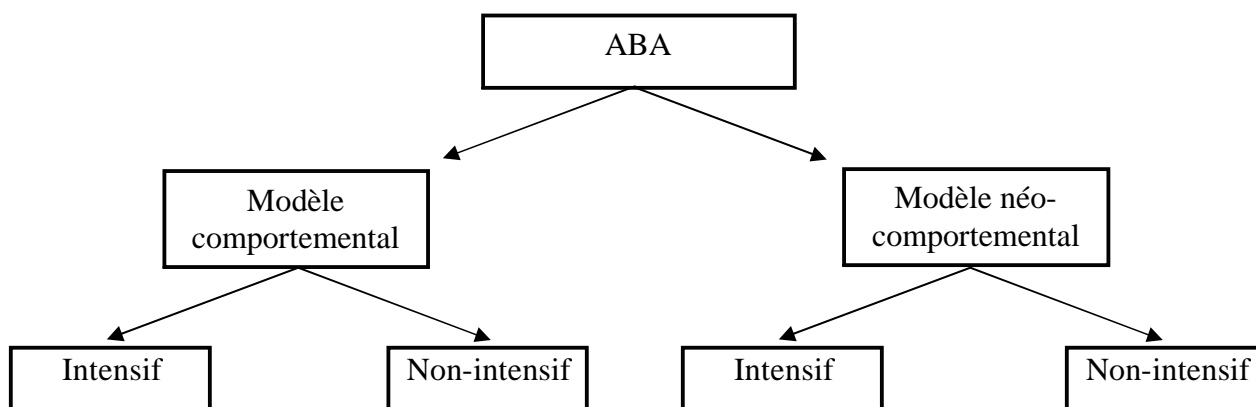 ABA
Modèle
comportemental
Modèle néo-
comportemental
Intensif
Non-intensif
Intensif
Non-intensif